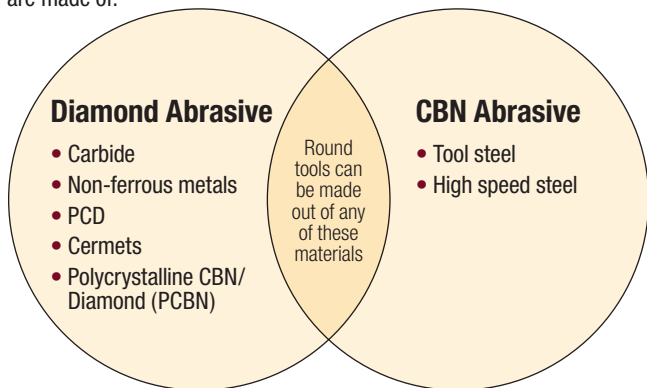 are made of.
Diamond Abrasive
• Carbide
• Non-ferrous metals
• PCD
• Cermets
• Polycrystalline CBN/
Diamond (PCBN)
Round
tools can
be made
out of any
of these
materials
CBN Abrasive
• Tool steel
• High speed steel